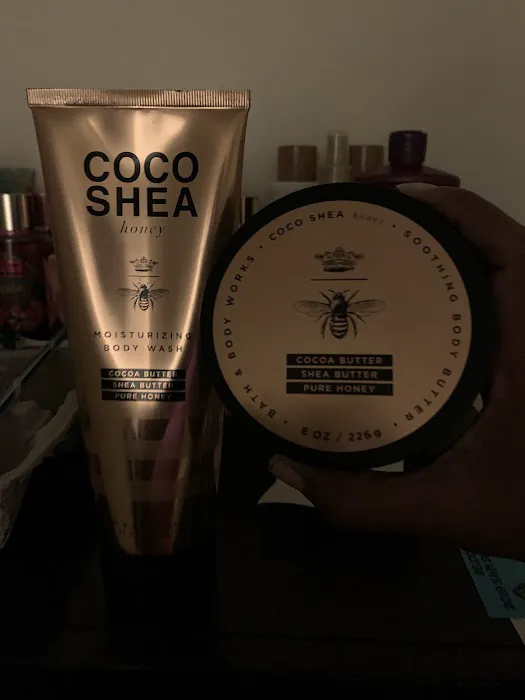 COCO
SHEA
honey
MOISTURIZING
BODY WASH
COCOA BUTTER
SHEA BUTTER
PURE HONEY
BATH & BODY WORKS • COCO SHEA honey • SOOTHING BODY BUTTER •
COCOA BUTTER
SHEA BUTTER
PURE HONEY
8 OZ / 226g